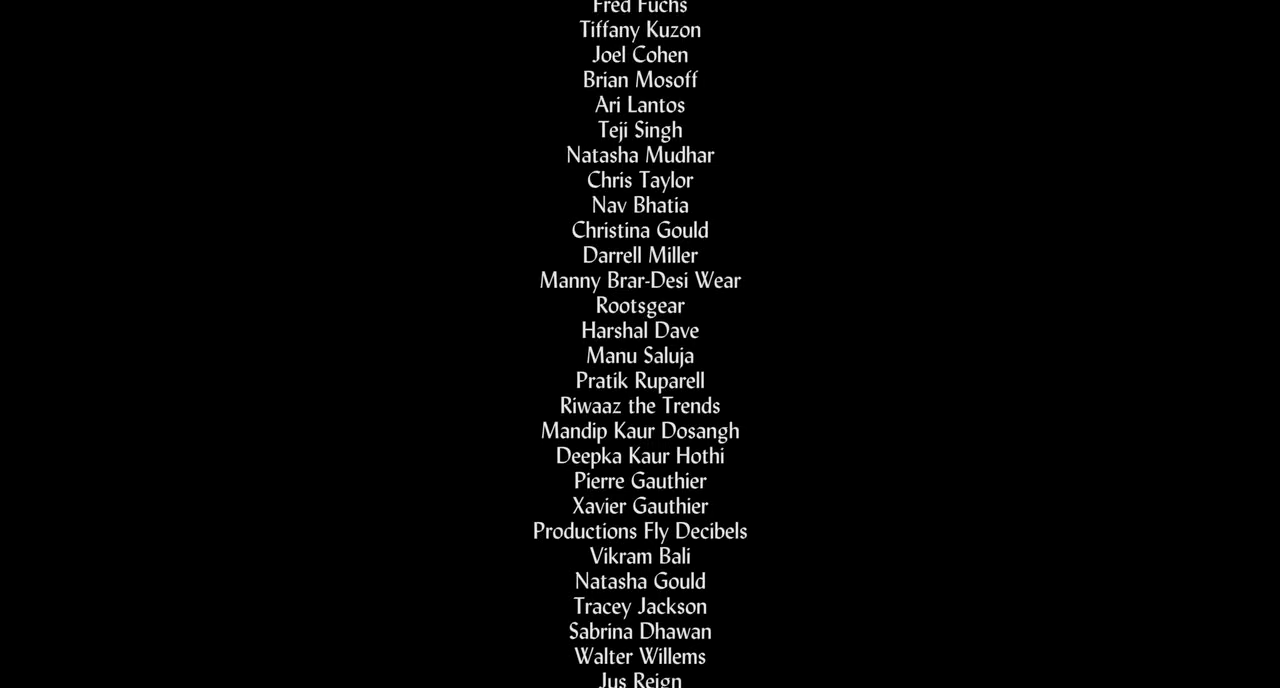 Fred Fuchs
Tiffany Kuzon
Joel Cohen
Brian Mosoff
Ari Lantos
Teji Singh
Natasha Mudhar
Chris Taylor
Nav Bhatia
Christina Gould
Darrell Miller
Manny Brar-Desi Wear
Rootsgear
Harshal Dave
Manu Saluja
Pratik Ruparell
Riwaaz the Trends
Mandip Kaur Dosangh
Deepka Kaur Hothi
Pierre Gauthier
Xavier Gauthier
Productions Fly Decibels
Vikram Bali
Natasha Gould
Tracey Jackson
Sabrina Dhawan
Walter Willems
Jus Reign